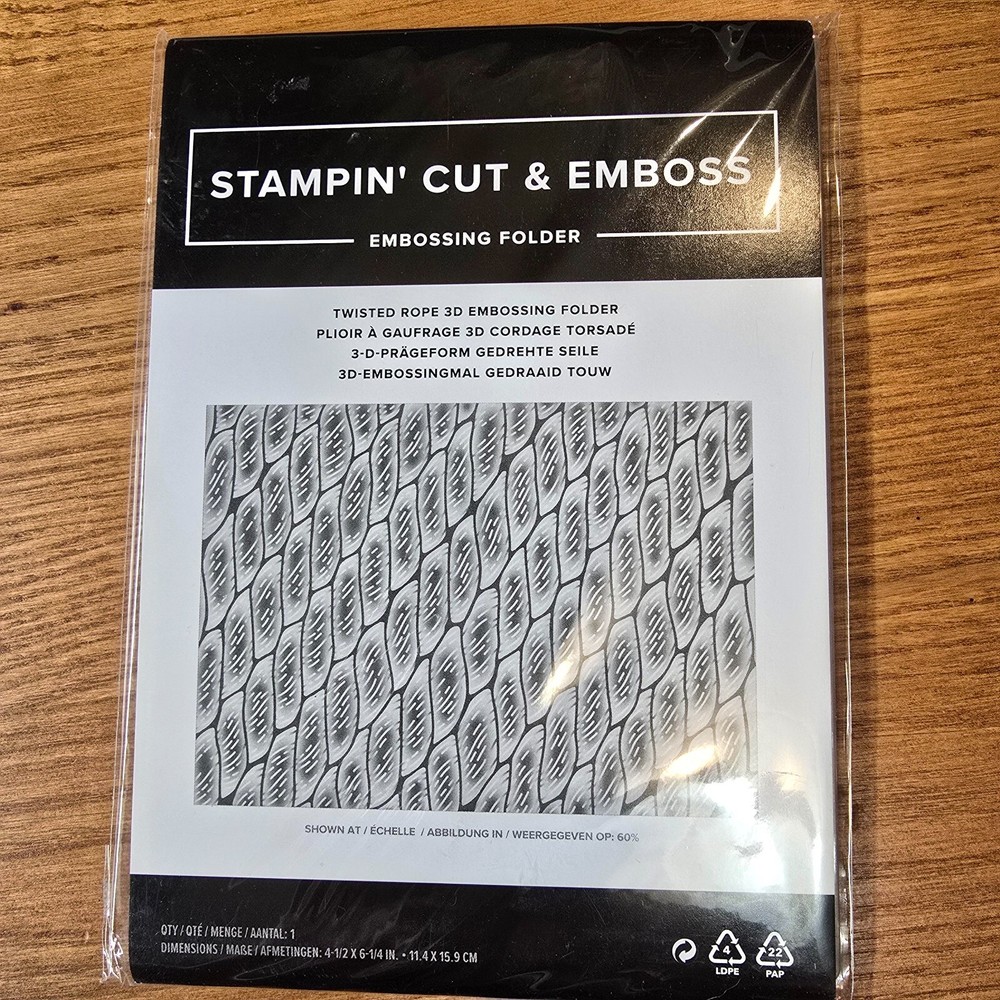 STAMPIN' CUT & EMBOSS
EMBOSSING FOLDER
TWISTED ROPE 3D EMBOSSING FOLDER
PLIOIR À GAUFRAGE 3D CORDAGE TORSADÉ
3-D-PRÄGEFORM GEDREHTE SEILE
3D-EMBOSSINGMAL GEDRAAID TOUW
SHOWN AT / ÉCHELLE / ABBILDUNG IN / WEERGEGEVEN OP: 60%
QTY / QTÉ / MENGE / AANTAL: 1
DIMENSIONS / MAßE / AFMETINGEN: 4-1/2 X 6-1/4 IN. • 11.4 X 15.9 CM
4 22
LDPE PAP